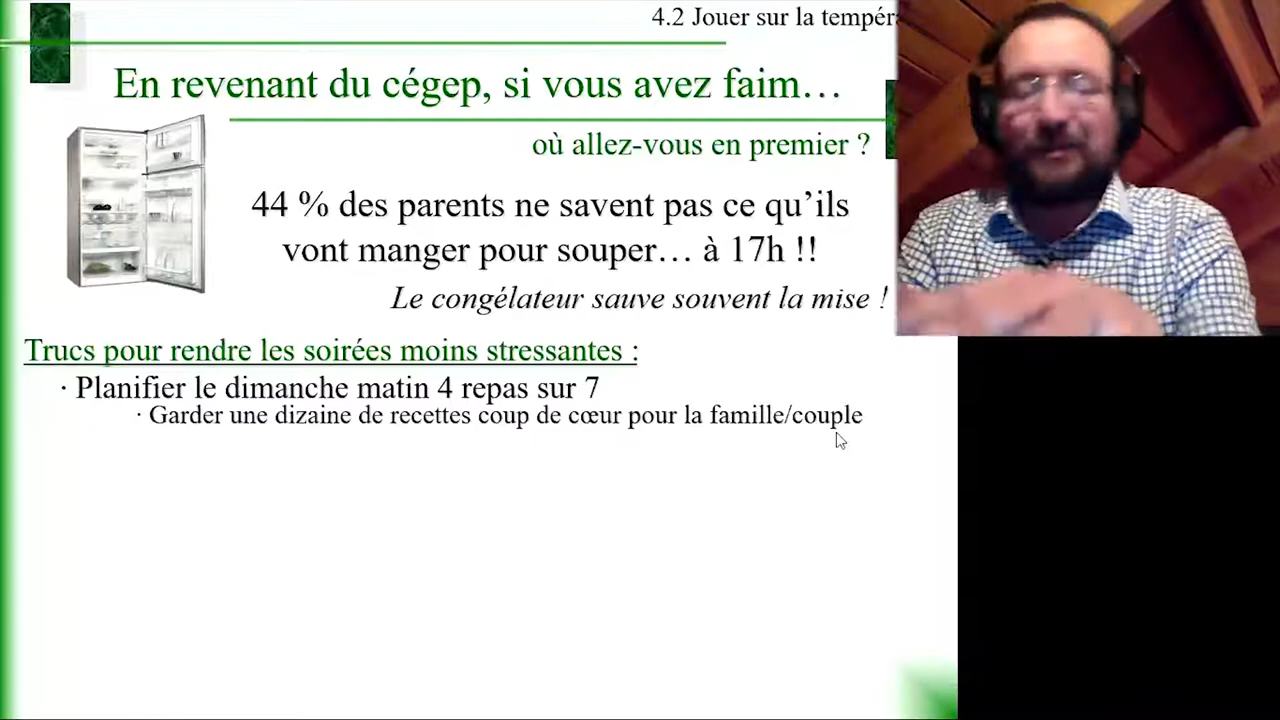 4.2 Jouer sur la tempéra
En revenant du cégep, si vous avez faim…
où allez-vous en premier ?
44 % des parents ne savent pas ce qu’ils
vont manger pour souper… à 17h !!
Le congélateur sauve souvent la mise !
Trucs pour rendre les soirées moins stressantes :
· Planifier le dimanche matin 4 repas sur 7
· Garder une dizaine de recettes coup de cœur pour la famille/couple